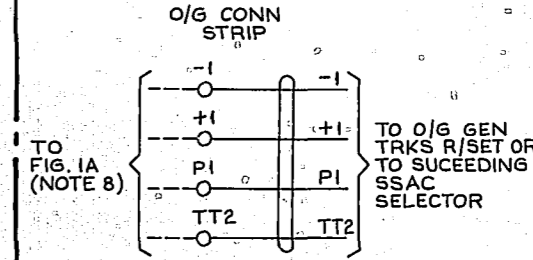 O/G CONN
STRIP
-1 -1
+1 +1
P1 P1
TT2 TT2
TO
FIG. 1A
(NOTE 8)
TO O/G GEN
TRKS R/SET OR
TO SUCEEDING
SSAC
SELECTOR